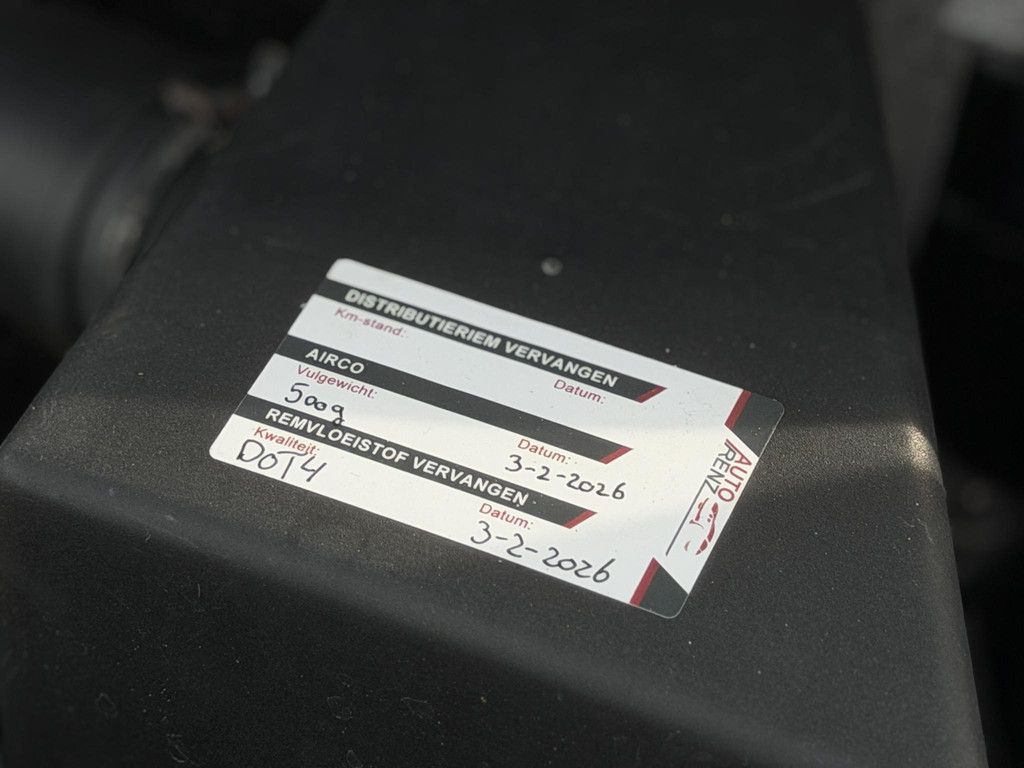 DISTRIBUTIERIEM VERVANGEN
Km-stand:
Datum:
AIRCO
Vulgewicht:
500g
Datum:
3-2-2026
REMVLOEISTOF VERVANGEN
Kwaliteit:
DOT4
Datum:
3-2-2026
AUTO
RENZO